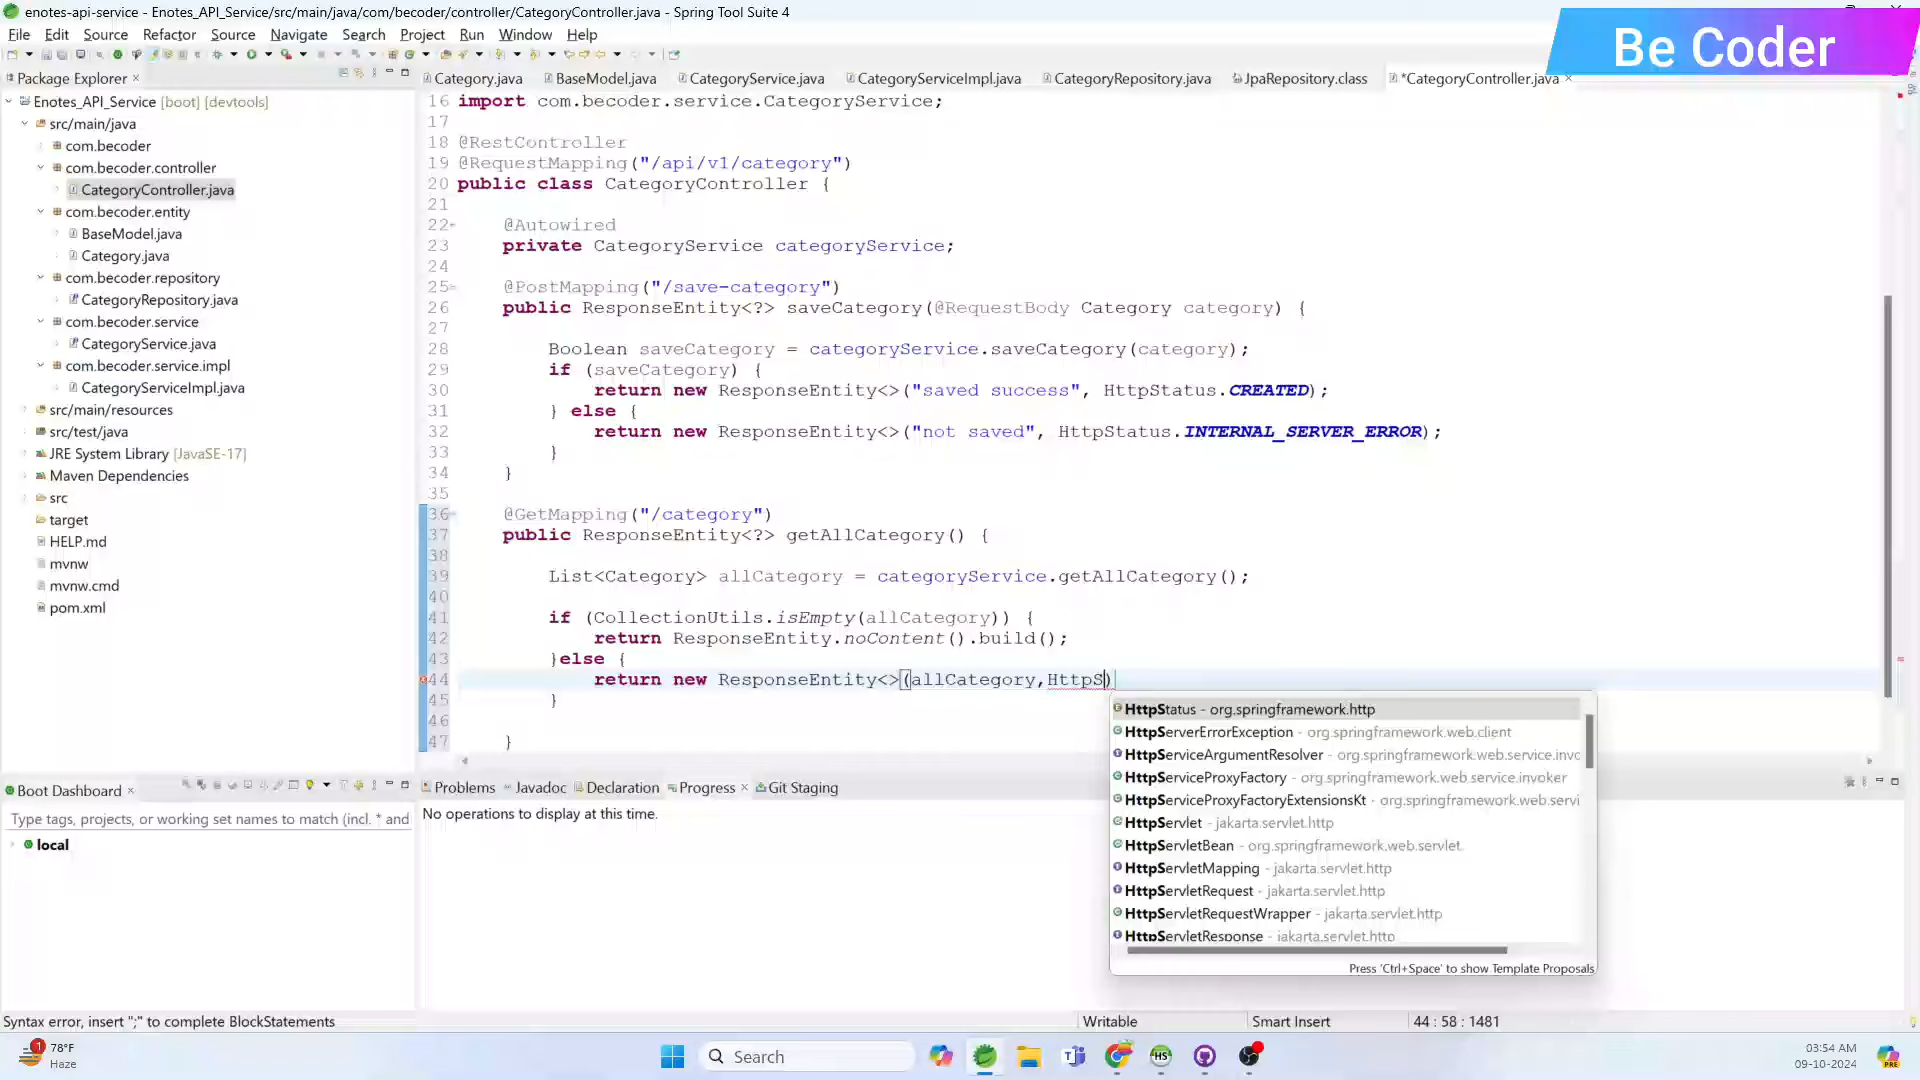 enotes-api-service - Enotes_API_Service/src/main/java/com/becoder/controller/CategoryController.java - Spring Tool Suite 4
Be Coder
File Edit Source Refactor Source Navigate Search Project Run Window Help
Package Explorer
Category.java BaseModel.java CategoryService.java CategoryServiceImpl.java CategoryRepository.java JpaRepository.class *CategoryController.java
Enotes_API_Service [boot] [devtools]
src/main/java
com.becoder
com.becoder.controller
CategoryController.java
com.becoder.entity
BaseModel.java
Category.java
com.becoder.repository
CategoryRepository.java
com.becoder.service
CategoryService.java
com.becoder.service.impl
CategoryServiceImpl.java
src/main/resources
src/test/java
JRE System Library [JavaSE-17]
Maven Dependencies
src
target
HELP.md
mvnw
mvnw.cmd
pom.xml
16 import com.becoder.service.CategoryService;
17
18 @RestController
19 @RequestMapping("/api/v1/category")
20 public class CategoryController {
21
22 @Autowired
23 private CategoryService categoryService;
24
25 @PostMapping("/save-category")
26 public ResponseEntity<?> saveCategory(@RequestBody Category category) {
27
28 Boolean saveCategory = categoryService.saveCategory(category);
29 if (saveCategory) {
30 return new ResponseEntity<>("saved success", HttpStatus.CREATED);
31 } else {
32 return new ResponseEntity<>("not saved", HttpStatus.INTERNAL_SERVER_ERROR);
33 }
34 }
35
36 @GetMapping("/category")
37 public ResponseEntity<?> getAllCategory() {
38
39 List<Category> allCategory = categoryService.getAllCategory();
40
41 if (CollectionUtils.isEmpty(allCategory)) {
42 return ResponseEntity.noContent().build();
43 }else {
44 return new ResponseEntity<>(allCategory,HttpS)
45 }
46
47 }
HttpStatus - org.springframework.http
HttpServerErrorException - org.springframework.web.client
HttpServiceArgumentResolver - org.springframework.web.service.invo
HttpServiceProxyFactory - org.springframework.web.service.invoker
HttpServiceProxyFactoryExtensionsKt - org.springframework.web.servi
HttpServlet - jakarta.servlet.http
HttpServletBean - org.springframework.web.servlet.
HttpServletMapping - jakarta.servlet.http
HttpServletRequest - jakarta.servlet.http
HttpServletRequestWrapper - jakarta.servlet.http
HttpServletResponse - jakarta.servlet.http
Press 'Ctrl+Space' to show Template Proposals
Boot Dashboard
Type tags, projects, or working set names to match (incl. * and
local
Problems Javadoc Declaration Progress Git Staging
No operations to display at this time.
Syntax error, insert ";" to complete BlockStatements
Writable
Smart Insert
44 : 58 : 1481
1
78°F
Haze
Search
HS
PRE
03:54 AM
09-10-2024